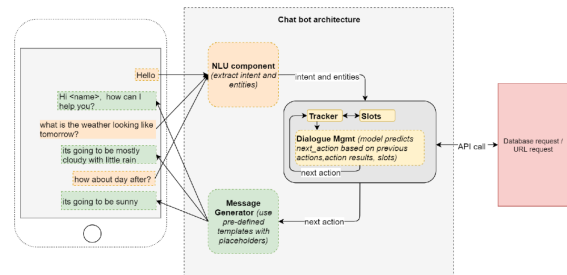 Chat bot architecture
Hello
Hi <name>, how can I
help you?
what is the weather looking like
tomorrow?
its going to be mostly
cloudy with little rain
how about day after?
its going to be sunny
NLU component
(extract intent and
entities)
intent and entities
Tracker
Slots
Dialogue Mgmt (model predicts
next_action based on previous
actions,action results, slots)
next action
API call
Database request /
URL request
next action
Message
Generator (use
pre-defined
templates with
placeholders)